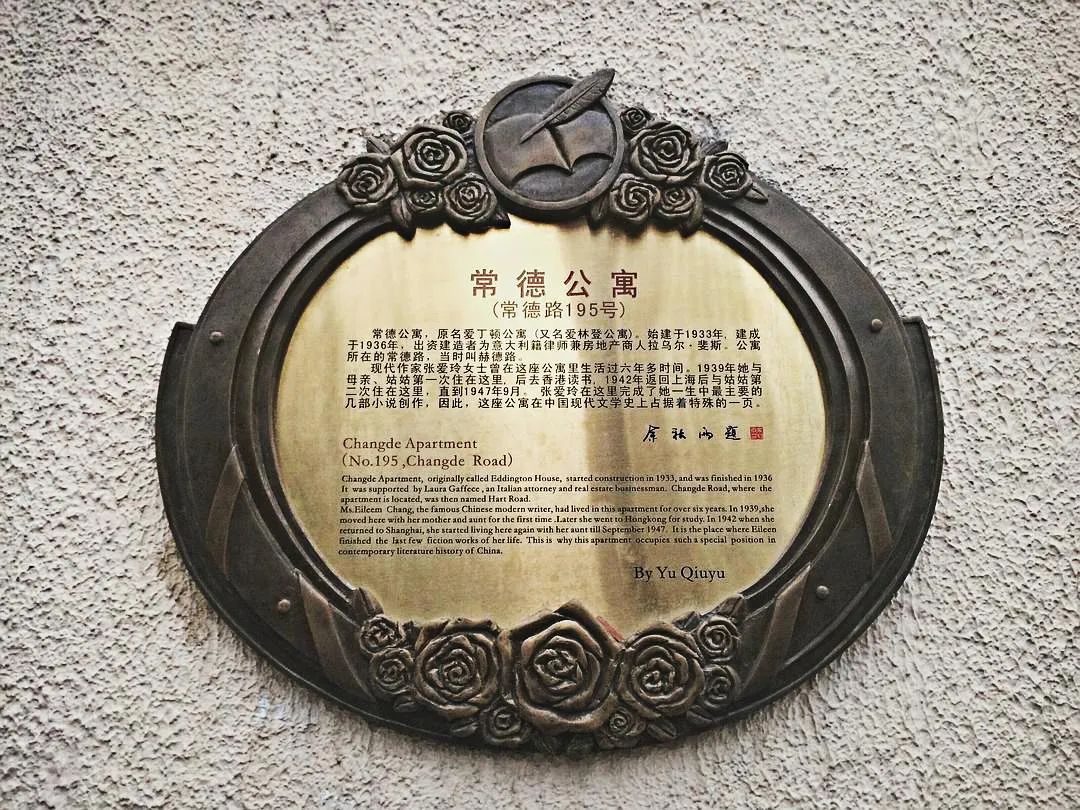 常德公寓
(常德路195号)
常德公寓，原名爱丁顿公寓（又名爱林登公寓）。始建于1933年，建成
于1936年，出资建造者为意大利籍律师兼房地产商人拉乌尔·斐斯。公寓
所在的常德路，当时叫赫德路。
现代作家张爱玲女士曾在这座公寓里生活过六年多时间。1939年她与
母亲、姑姑第一次住在这里，后去香港读书，1942年返回上海后与姑姑第
二次住在这里，直到1947年9月。张爱玲在这里完成了她一生中最主要的
几部小说创作，因此，这座公寓在中国现代文学史上占据着特殊的一页。
余秋雨题
Changde Apartment
(No.195 ,Changde Road)
Changde Apartment, originally called Eddington House, started construction in 1933, and was finished in 1936
It was supported by Laura Gaffece , an Italian attorney and real estate businessman. Changde Road, where the
apartment is located, was then named Hart Road.
Ms.Eileem Chang, the famous Chinese modern writer, had lived in this apartment for over six years. In 1939,she
moved here with her mother and aunt for the first time .Later she went to Hongkong for study. In 1942 when she
returned to Shanghai, she started living here again with her aunt till September 1947. It is the place where Eileen
finished the last few fiction works of her life. This is why this apartment occupies such a special position in
contemporary literature history of China.
By Yu Qiuyu